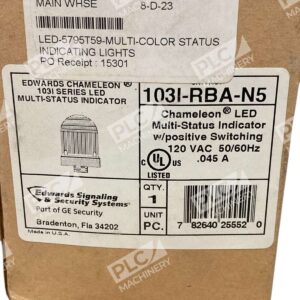 MAIN WHSE 8-D-23
LED-5795T59-MULTI-COLOR STATUS
INDICATING LIGHTS
PO Receipt : 15301
EDWARDS CHAMELEON®
103I SERIES LED
MULTI-STATUS INDICATOR
103I-RBA-N5
Chameleon® LED
Multi-Status Indicator
w/positive Switching
120 VAC 50/60Hz
.045 A
C UL US
LISTED
Edwards Signaling
& Security Systems
Part of GE Security
Bradenton, Fla 34202
Made in U.S.A.
QTY.
1
UNIT
PC.
7 82640 25552 0
PLC MACHINERY